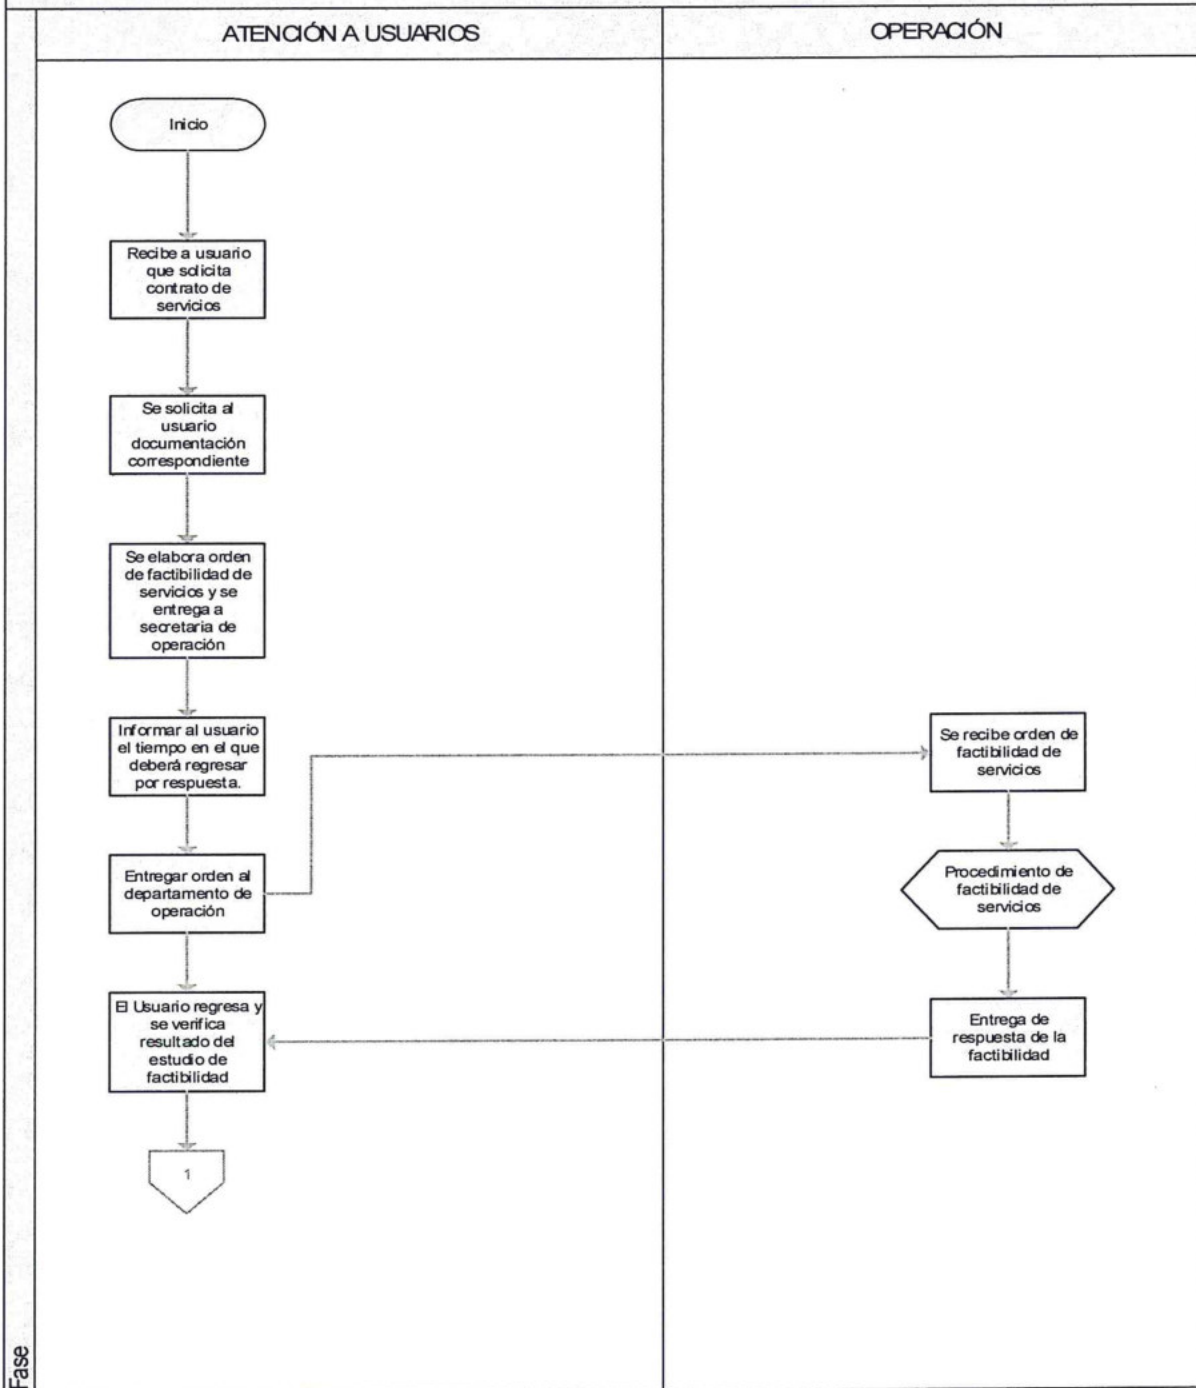 ATENCIÓN A USUARIOS
OPERACIÓN
Inicio
Recibe a usuario
que solicita
contrato de
servicios
Se solicita al
usuario
documentación
correspondiente
Se elabora orden
de factibilidad de
servicios y se
entrega a
secretaria de
operación
Informar al usuario
el tiempo en el que
deberá regresar
por respuesta.
Entregar orden al
departamento de
operación
Se recibe orden de
factibilidad de
servicios
Procedimiento de
factibilidad de
servicios
Entrega de
respuesta de la
factibilidad
El Usuario regresa y
se verifica
resultado del
estudio de
factibilidad
1
Fase